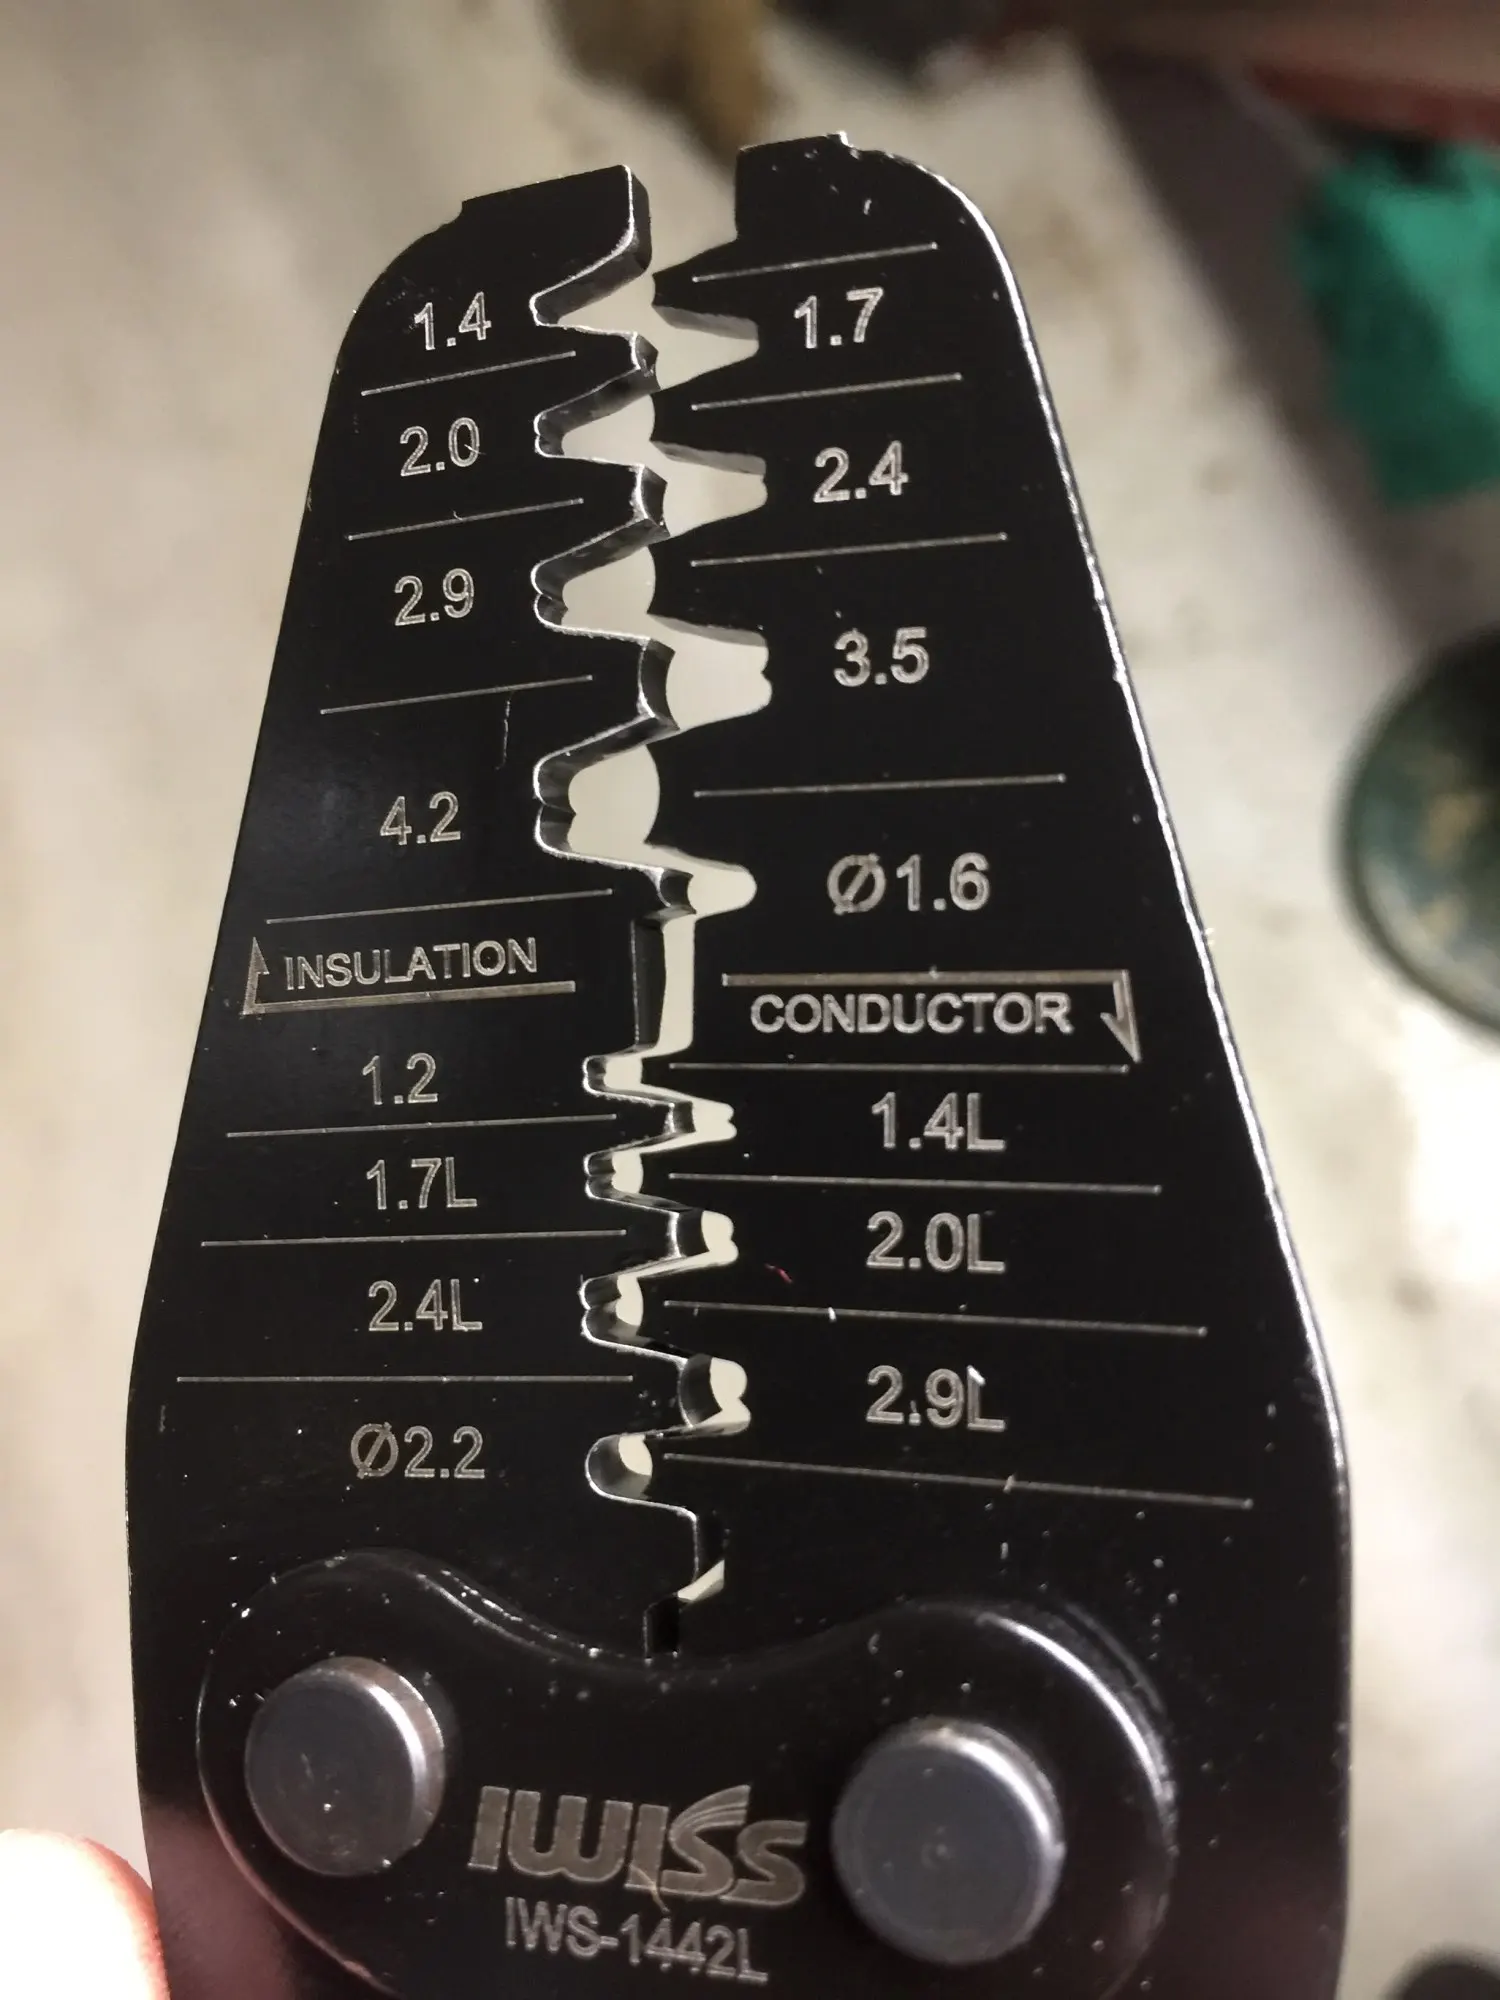 1.4
1.7
2.0
2.4
2.9
3.5
4.2
Ø1.6
INSULATION
CONDUCTOR
1.2
1.4L
1.7L
2.0L
2.4L
2.9L
Ø2.2
IWISS
IWS-1442L